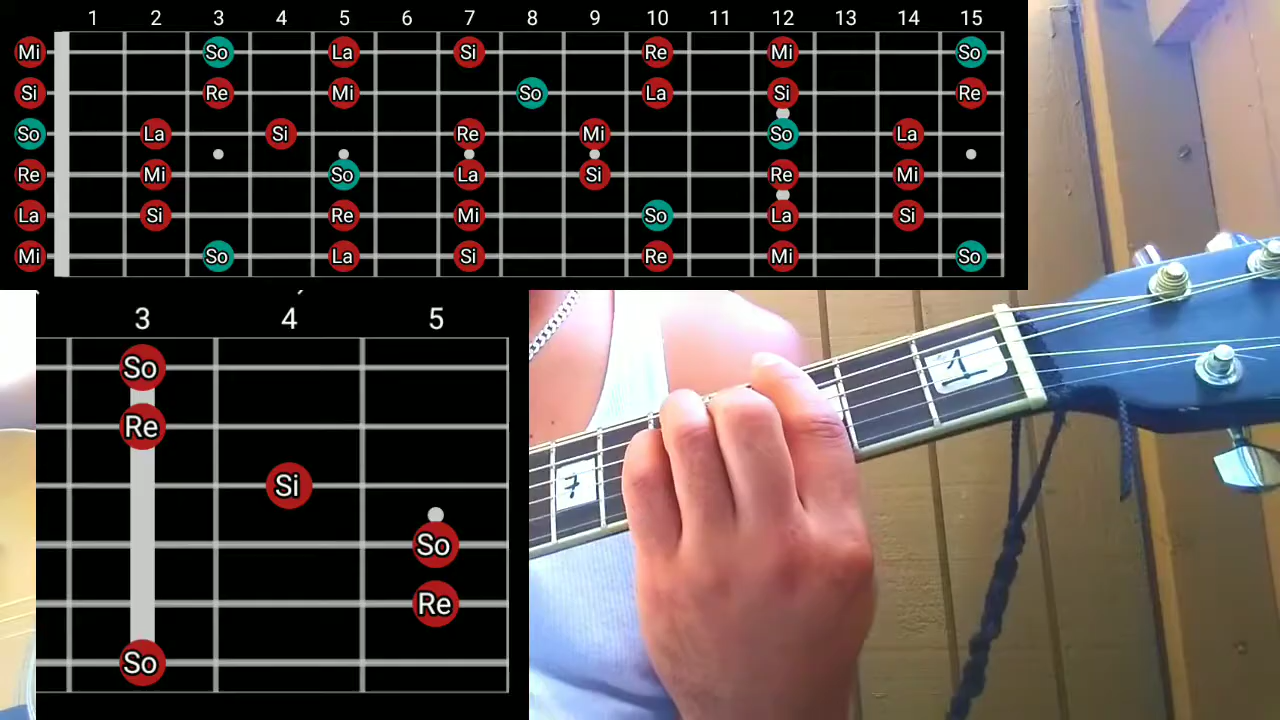 1 2 3 4 5 6 7 8 9 10 11 12 13 14 15
Mi So La Si Re Mi So
Si Re Mi So La Si Re
So La Si Re Mi So La
Re Mi So La Si Re Mi
La Si Re Mi So La Si
Mi So La Si Re Mi So
3 4 5
So
Re
Si
So
Re
So
7
1